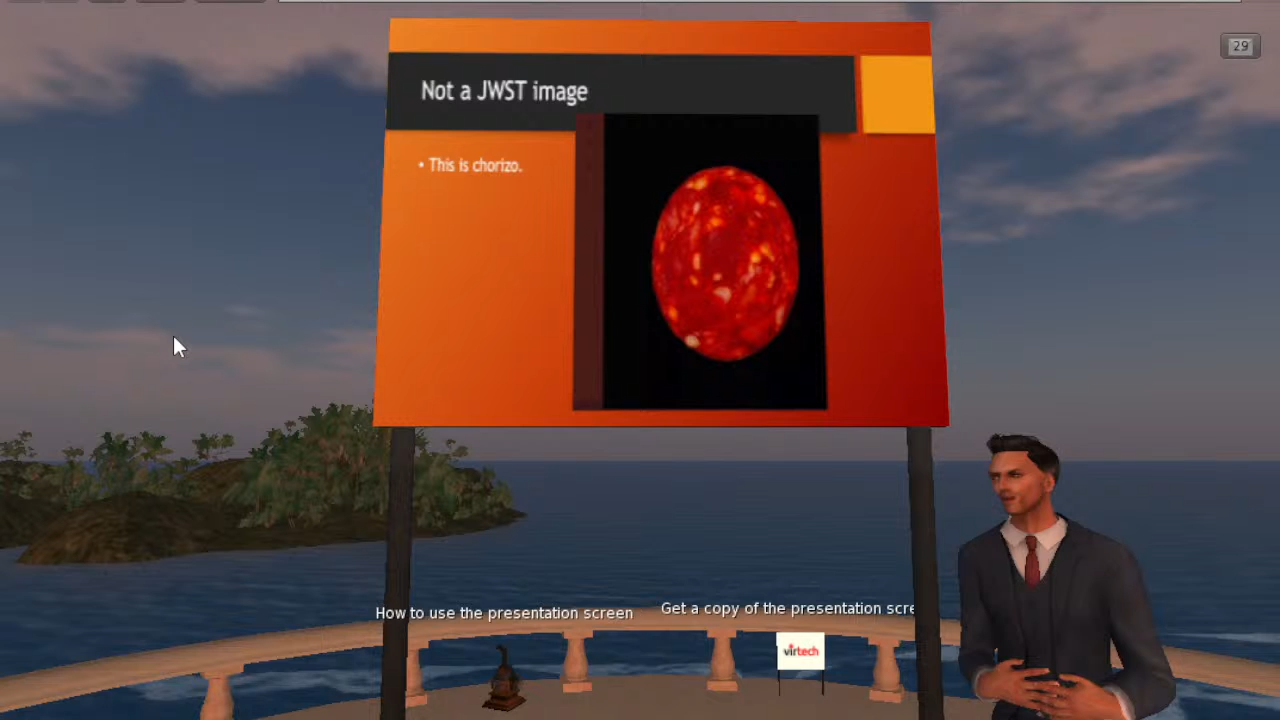 29
Not a JWST image
• This is chorizo.
How to use the presentation screen
Get a copy of the presentation scre
virtech